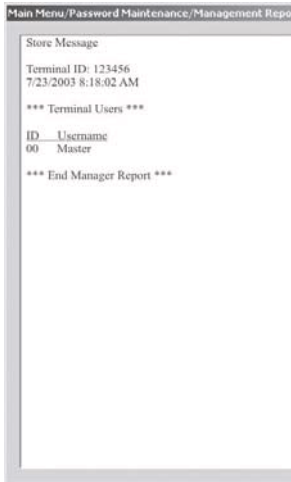 Main Menu/Password Maintenance/Management Repo
Store Message
Terminal ID: 123456
7/23/2003 8:18:02 AM
*** Terminal Users ***
ID Username
00 Master
*** End Manager Report ***